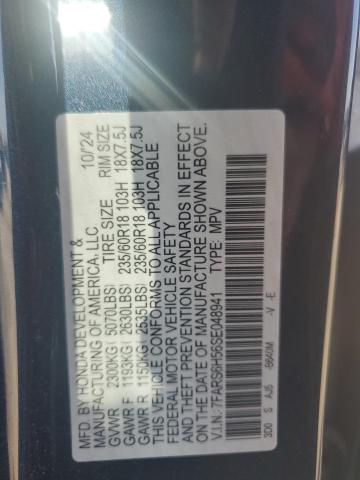 MFD. BY HONDA DEVELOPMENT & 10/'24
MANUFACTURING OF AMERICA, LLC.
TIRE SIZE RIM SIZE
GVWR 2300KG( 5070LBS)
GAWR F 1193KG( 2630LBS) 235/60R18 103H 18X7.5J
GAWR R 1150KG( 2535LBS) 235/60R18 103H 18X7.5J
THIS VEHICLE CONFORMS TO ALL APPLICABLE
FEDERAL MOTOR VEHICLE SAFETY
AND THEFT PREVENTION STANDARDS IN EFFECT
ON THE DATE OF MANUFACTURE SHOWN ABOVE.
V.I.N.: 7FARS6H56SE048941 TYPE: MPV
3D0 S AJ5 -B640M -V -E